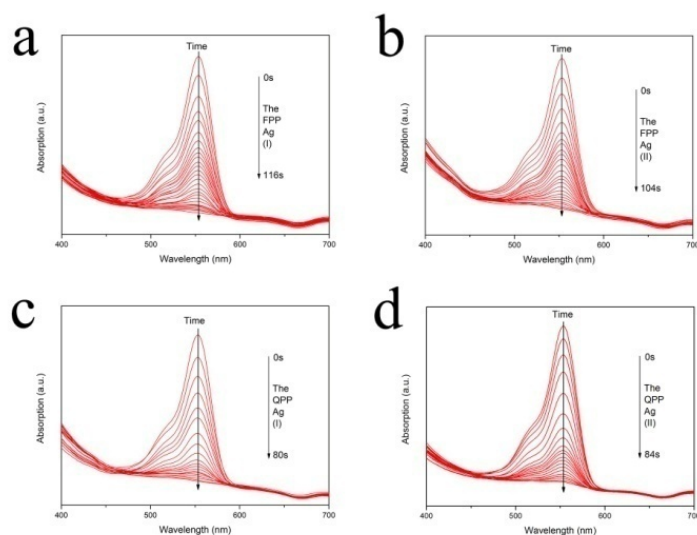 a
Time
0s
The
FPP
Ag
(I)
116s
Absorption (a.u.)
400 500 600 700
Wavelength (nm)
b
Time
0s
The
FPP
Ag
(II)
104s
Absorption (a.u.)
400 500 600 700
Wavelength (nm)
c
Time
0s
The
QPP
Ag
(I)
80s
Absorption (a.u.)
400 500 600 700
Wavelength (nm)
d
Time
0s
The
QPP
Ag
(II)
84s
Absorption (a.u.)
400 500 600 700
Wavelength (nm)